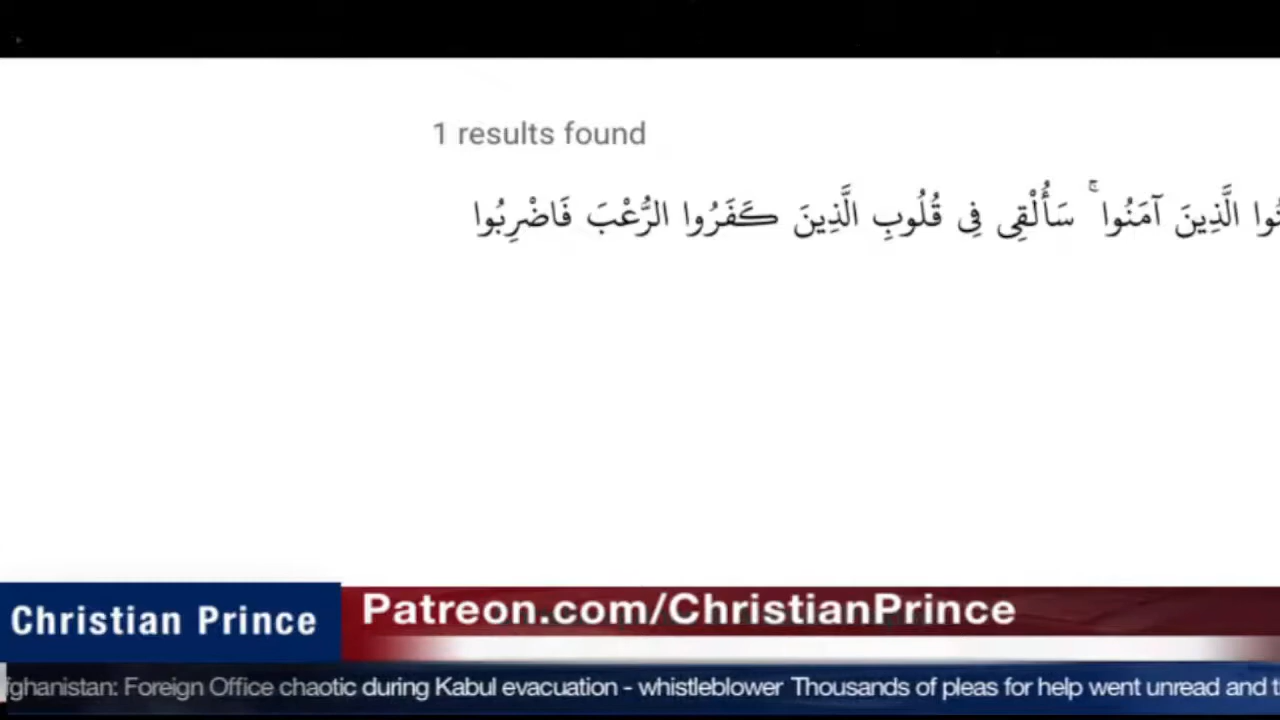 1 results found
الَّذِينَ آمَنُوا ۚ سَأُلْقِي فِي قُلُوبِ الَّذِينَ كَفَرُوا الرُّعْبَ فَاضْرِبُوا
Christian Prince
Patreon.com/ChristianPrince
fghanistan: Foreign Office chaotic during Kabul evacuation - whistleblower Thousands of pleas for help went unread and t